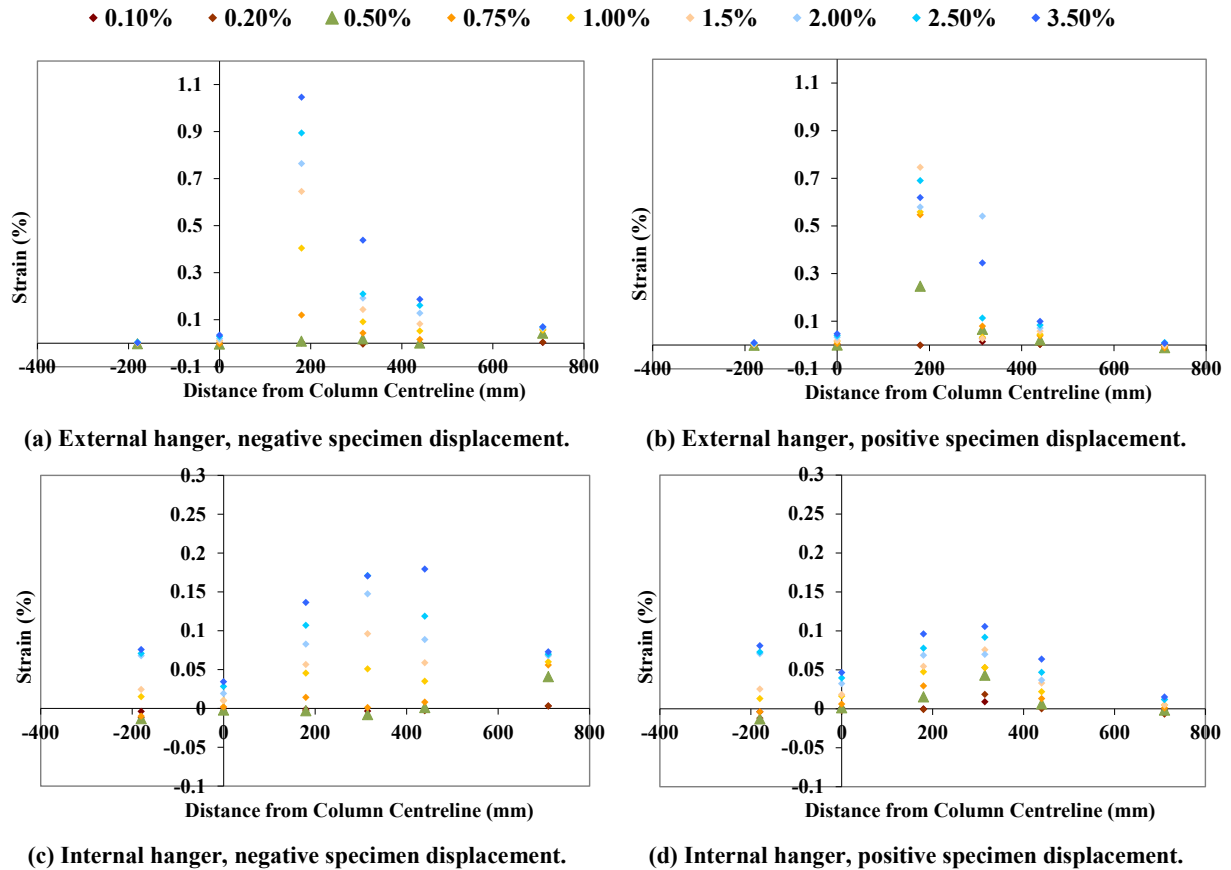 0.10% 0.20% 0.50% 0.75% 1.00% 1.5% 2.00% 2.50% 3.50%
1.1
0.9
0.7
0.5
0.3
0.1
-0.1
-400 -200 0 200 400 600 800
Strain (%)
Distance from Column Centreline (mm)
(a) External hanger, negative specimen displacement.
1.1
0.9
0.7
0.5
0.3
0.1
-0.1
-400 -200 0 200 400 600 800
Strain (%)
Distance from Column Centreline (mm)
(b) External hanger, positive specimen displacement.
0.3
0.25
0.2
0.15
0.1
0.05
0
-0.05
-0.1
-400 -200 0 200 400 600 800
Strain (%)
Distance from Column Centreline (mm)
(c) Internal hanger, negative specimen displacement.
0.3
0.25
0.2
0.15
0.1
0.05
0
-0.05
-0.1
-400 -200 0 200 400 600 800
Strain (%)
Distance from Column Centreline (mm)
(d) Internal hanger, positive specimen displacement.